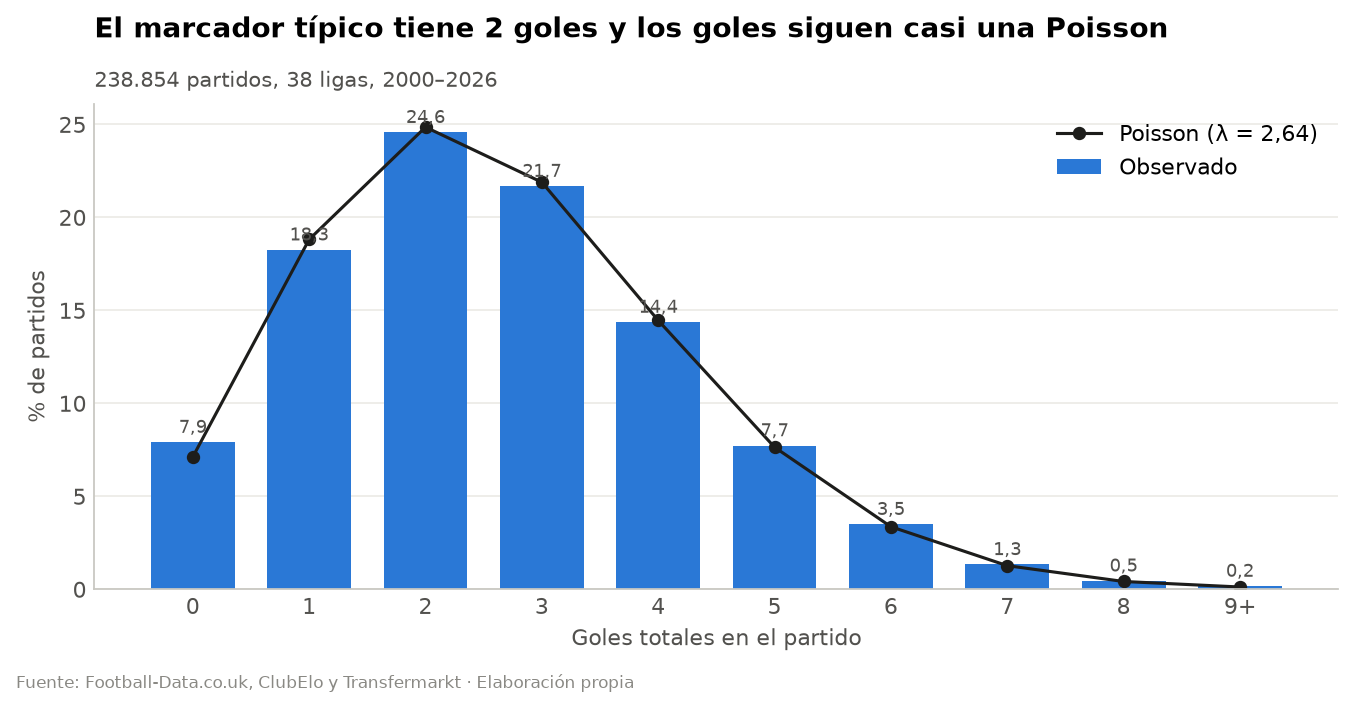 El marcador típico tiene 2 goles y los goles siguen casi una Poisson
238.854 partidos, 38 ligas, 2000–2026
Poisson (λ = 2,64)
Observado
% de partidos
25
20
15
10
5
0
7,9
18,3
24,6
21,7
14,4
7,7
3,5
1,3
0,5
0,2
0 1 2 3 4 5 6 7 8 9+
Goles totales en el partido
Fuente: Football-Data.co.uk, ClubElo y Transfermarkt · Elaboración propia